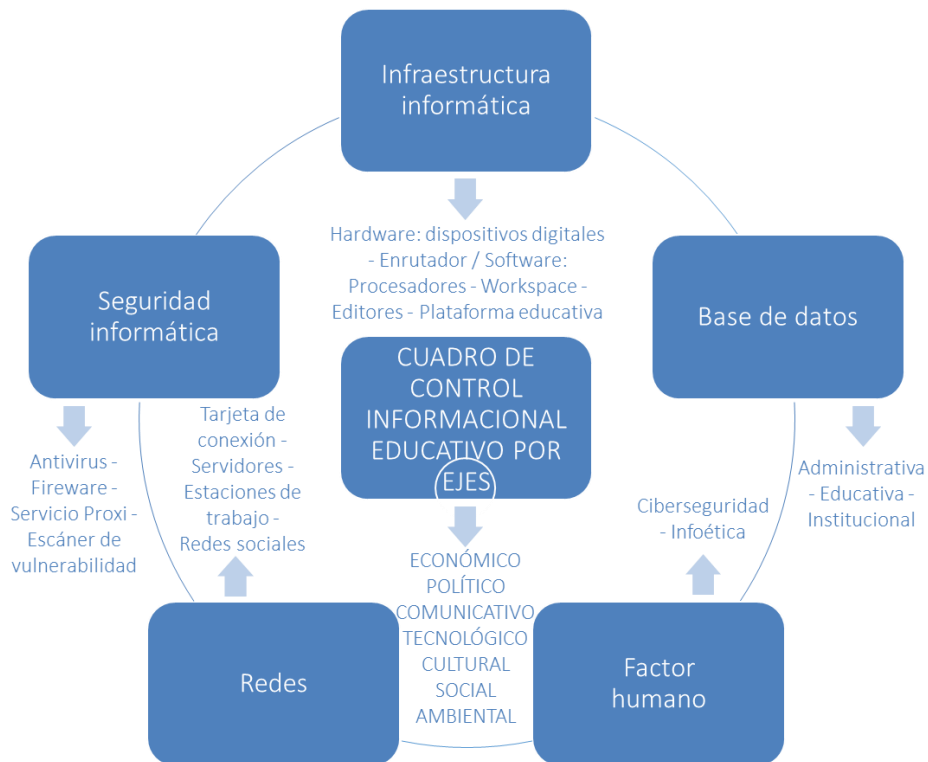 Infraestructura
informática
Hardware: dispositivos digitales
- Enrutador / Software:
Procesadores - Workspace -
Editores - Plataforma educativa
Seguridad
informática
Antivirus -
Fireware -
Servicio Proxi -
Escáner de
vulnerabilidad
Base de datos
Administrativa
- Educativa -
Institucional
CUADRO DE
CONTROL
INFORMACIONAL
EDUCATIVO POR
EJES
ECONÓMICO
POLÍTICO
COMUNICATIVO
TECNOLÓGICO
CULTURAL
SOCIAL
AMBIENTAL
Tarjeta de
conexión -
Servidores -
Estaciones de
trabajo -
Redes sociales
Redes
Ciberseguridad
- Infoética
Factor
humano